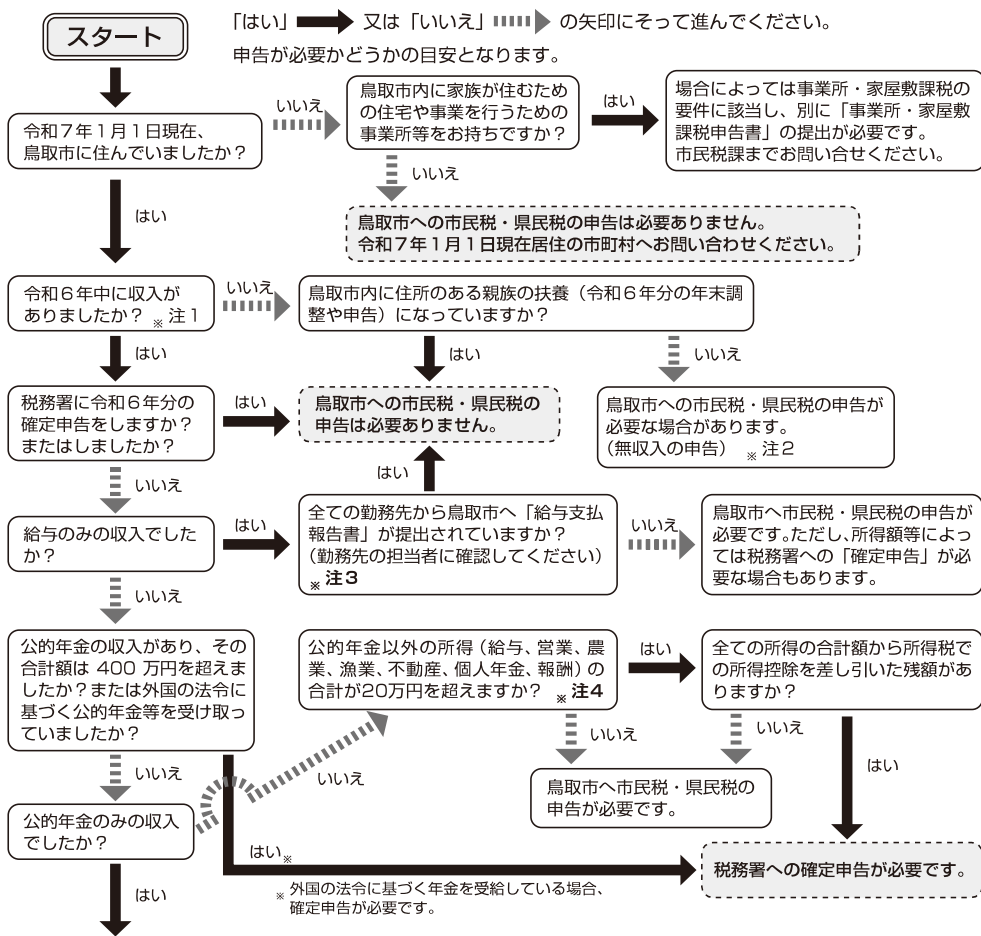 スタート
「はい」 又は「いいえ」 の矢印にそって進んでください。
申告が必要かどうかの目安となります。
令和7年1月1日現在、
鳥取市に住んでいましたか？
いいえ
鳥取市内に家族が住むため
の住宅や事業を行うための
事業所等をお持ちですか？
はい
場合によっては事業所・家屋敷課税の
要件に該当し、別に「事業所・家屋敷
課税申告書」の提出が必要です。
市民税課までお問い合せください。
いいえ
鳥取市への市民税・県民税の申告は必要ありません。
令和7年1月1日現在居住の市町村へお問い合わせください。
はい
令和6年中に収入が
ありましたか？ ※ 注1
いいえ
鳥取市内に住所のある親族の扶養（令和6年分の年末調
整や申告）になっていますか？
はい
はい
いいえ
税務署に令和6年分の
確定申告をしますか？
またはしましたか？
はい
鳥取市への市民税・県民税の
申告は必要ありません。
鳥取市への市民税・県民税の申告が
必要な場合があります。
（無収入の申告） ※ 注2
いいえ
はい
給与のみの収入でした
か？
はい
全ての勤務先から鳥取市へ「給与支払
報告書」が提出されていますか？
（勤務先の担当者に確認してください）
※ 注3
いいえ
鳥取市へ市民税・県民税の申告が
必要です。ただし、所得額等によっ
ては税務署への「確定申告」が必
要な場合もあります。
いいえ
公的年金の収入があり、その
合計額は 400 万円を超えま
したか？または外国の法令に
基づく公的年金等を受け取っ
ていましたか？
公的年金以外の所得（給与、営業、農
業、漁業、不動産、個人年金、報酬）の
合計が20万円を超えますか？ ※ 注4
はい
全ての所得の合計額から所得税で
の所得控除を差し引いた残額があ
りますか？
いいえ
いいえ
いいえ
いいえ
はい
鳥取市へ市民税・県民税の
申告が必要です。
公的年金のみの収入
でしたか？
はい※
税務署への確定申告が必要です。
※ 外国の法令に基づく年金を受給している場合、
確定申告が必要です。
はい